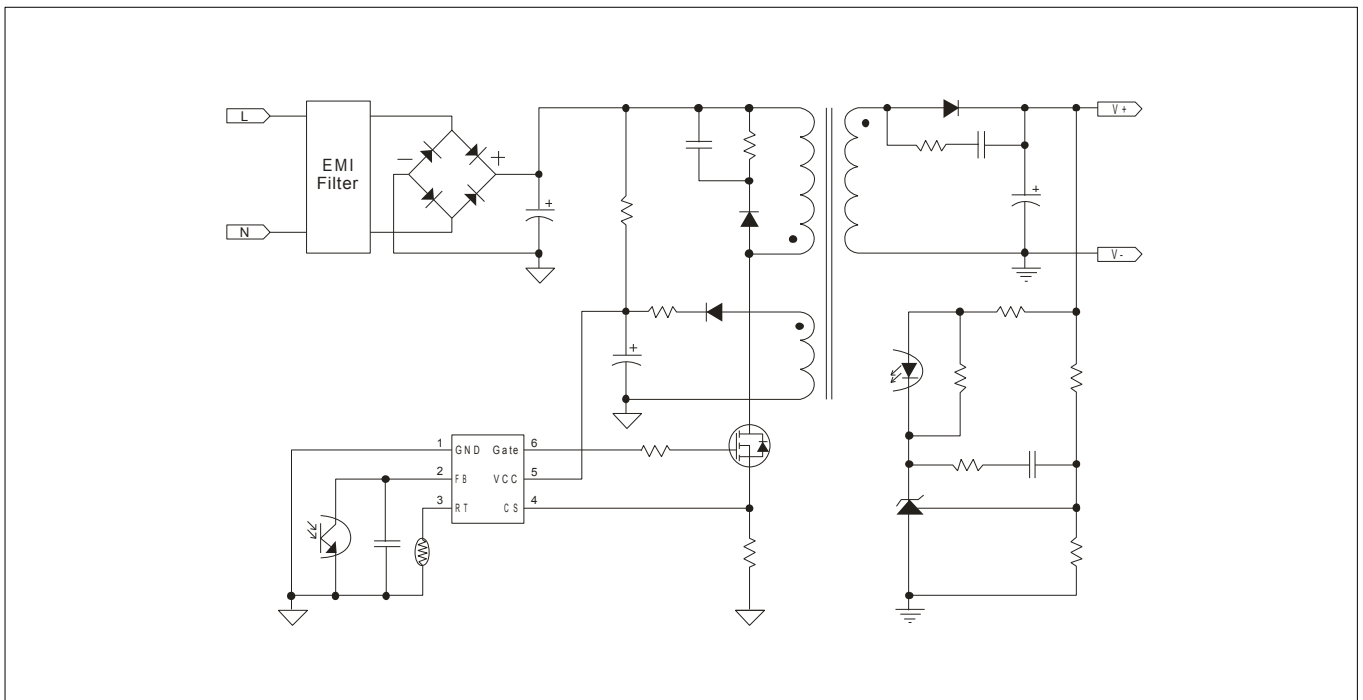 L
EMI
Filter
N
−
+
+
+
+
V+
V-
1
GND
Gate
6
2
FB
VCC
5
3
RT
CS
4